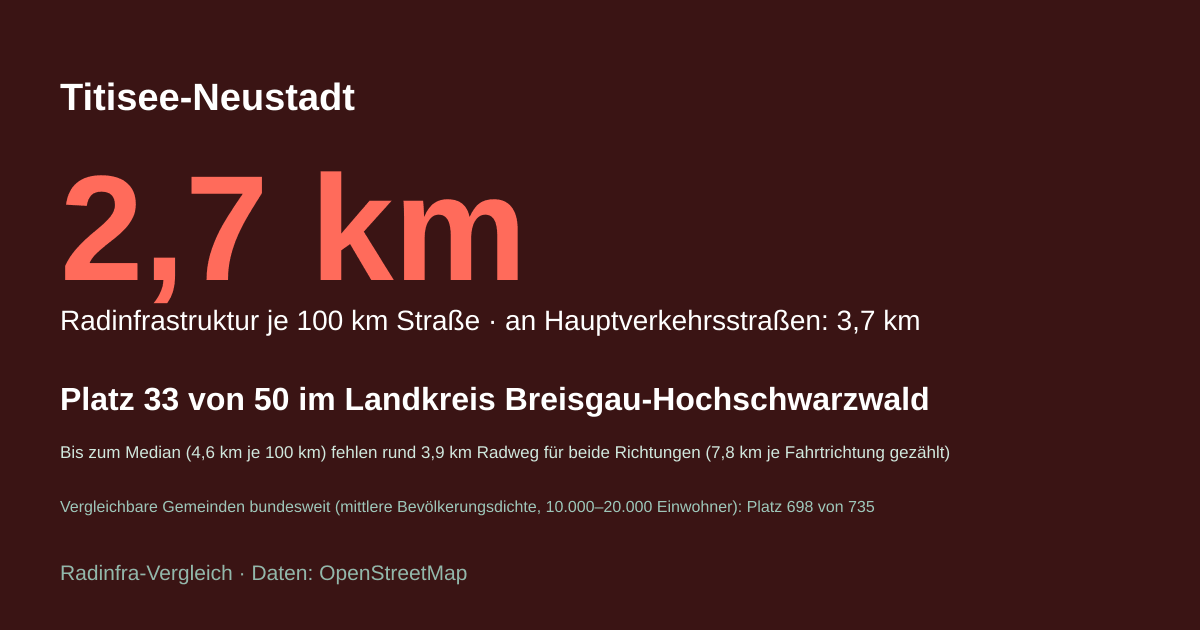 Titisee-Neustadt
2,7 km
Radinfrastruktur je 100 km Straße · an Hauptverkehrsstraßen: 3,7 km
Platz 33 von 50 im Landkreis Breisgau-Hochschwarzwald
Bis zum Median (4,6 km je 100 km) fehlen rund 3,9 km Radweg für beide Richtungen (7,8 km je Fahrtrichtung gezählt)
Vergleichbare Gemeinden bundesweit (mittlere Bevölkerungsdichte, 10.000–20.000 Einwohner): Platz 698 von 735
Radinfra-Vergleich · Daten: OpenStreetMap